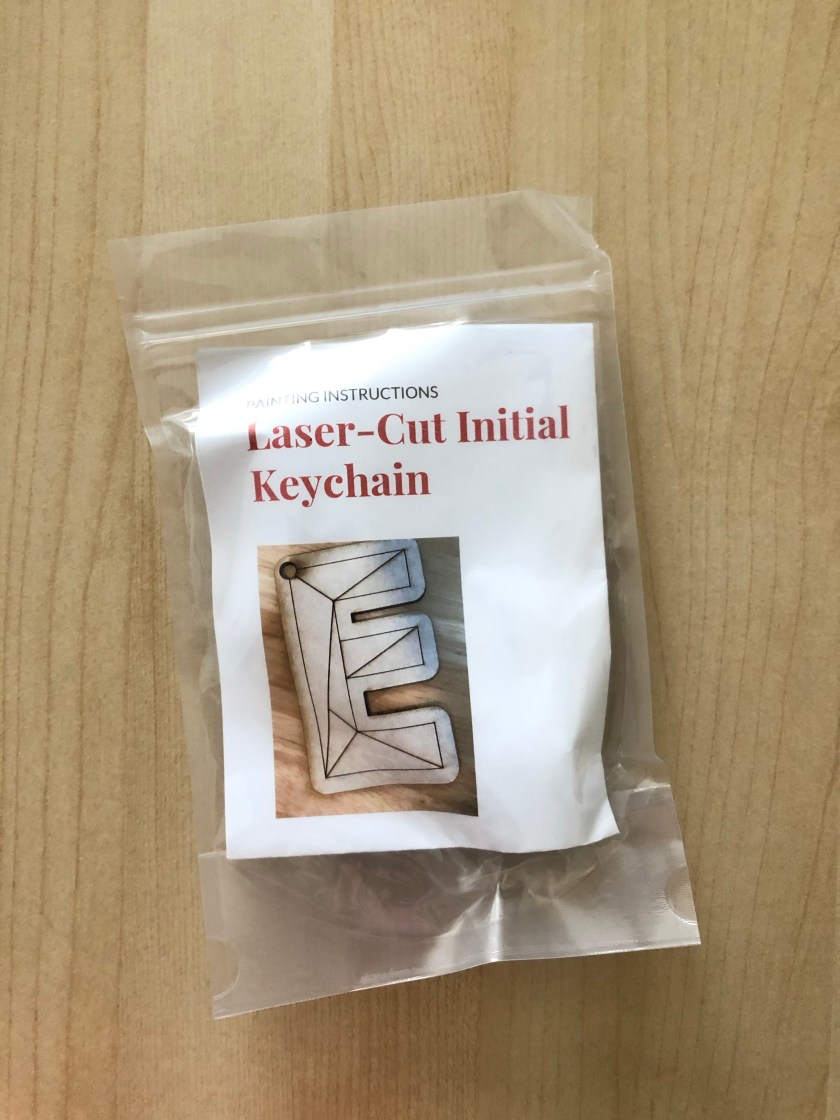 PAINTING INSTRUCTIONS
Laser-Cut Initial
Keychain
E